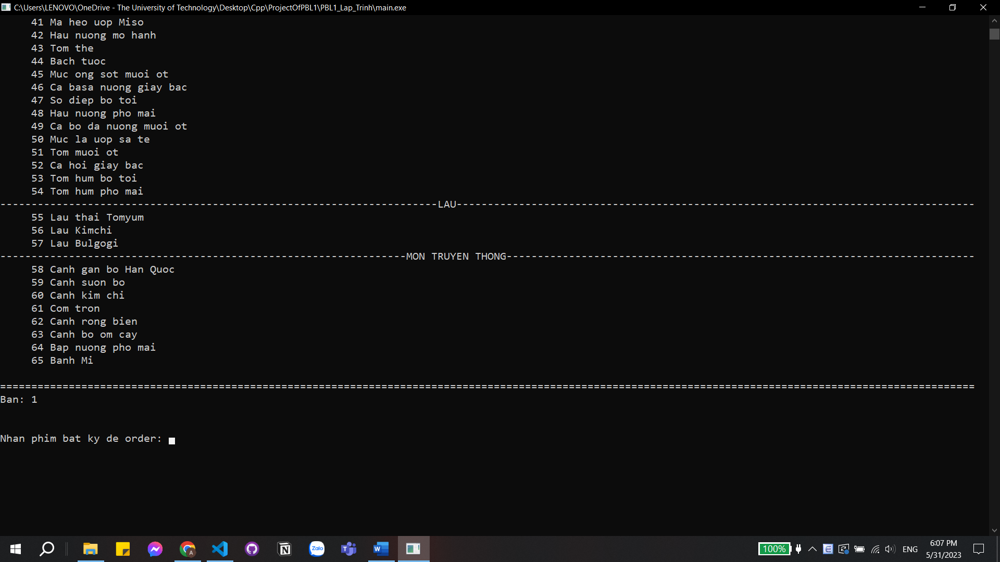 C:\Users\LENOVO\OneDrive - The University of Technology\Desktop\Cpp\ProjectOfPBL1\PBL1_Lap_Trinh\main.exe
41 Ma heo uop Miso
42 Hau nuong mo hanh
43 Tom the
44 Bach tuoc
45 Muc ong sot muoi ot
46 Ca basa nuong giay bac
47 So diep bo toi
48 Hau nuong pho mai
49 Ca bo da nuong muoi ot
50 Muc la uop sa te
51 Tom muoi ot
52 Ca hoi giay bac
53 Tom hum bo toi
54 Tom hum pho mai
LAU
55 Lau thai Tomyum
56 Lau Kimchi
57 Lau Bulgogi
MON TRUYEN THONG
58 Canh gan bo Han Quoc
59 Canh suon bo
60 Canh kim chi
61 Com tron
62 Canh rong bien
63 Canh bo om cay
64 Bap nuong pho mai
65 Banh Mi
Ban: 1
Nhan phim bat ky de order:
Zalo
100%
ENG
6:07 PM
5/31/2023